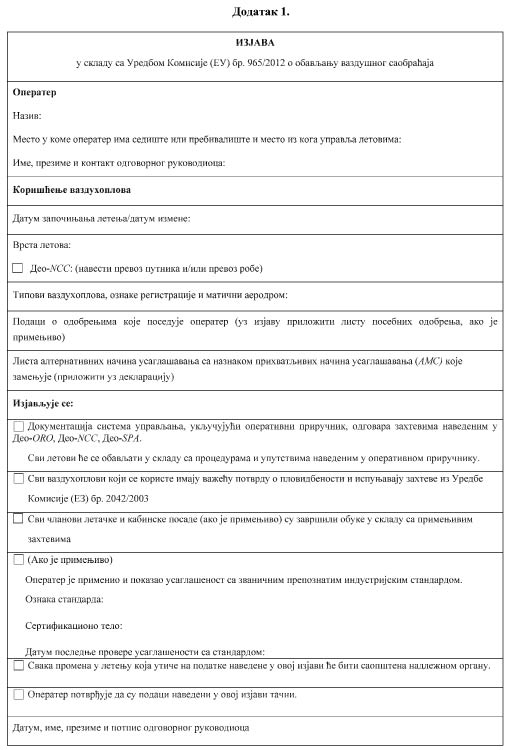 Додатак 1.
ИЗЈАВА
у складу са Уредбом Комисије (ЕУ) бр. 965/2012 о обављању ваздушног саобраћаја
Оператер
Назив:
Место у коме оператер има седиште или пребивалиште и место из кога управља летовима:
Име, презиме и контакт одговорног руководиоца:
Коришћење ваздухоплова
Датум започињања летења/датум измене:
Врста летова:
Део-NCC: (навести превоз путника и/или превоз робе)
Типови ваздухоплова, ознаке регистрације и матични аеродром:
Подаци о одобрењима које поседује оператер (уз изјаву приложити листу посебних одобрења, ако је
примењиво)
Листа алтернативних начина усаглашавања са назнаком прихватљивих начина усаглашавања (AMC) које
замењује (приложити уз декларацију)
Изјављује се:
Документација система управљања, укључујући оперативни приручник, одговара захтевима наведеним у
Део-ORO, Део-NCC, Део-SPA.
Сви летови ће се обављати у складу са процедурама и упутствима наведеним у оперативном приручнику.
Сви ваздухоплови који се користе имају важећу потврду о пловидбености и испуњавају захтеве из Уредбе
Комисије (ЕЗ) бр. 2042/2003
Сви чланови летачке и кабинске посаде (ако је примењиво) су завршили обуке у складу са примењивим
захтевима
(Ако је примењиво)
Оператер је применио и показао усаглашеност са званичним препознатим индустријским стандардом.
Ознака стандарда:
Сертификационо тело:
Датум последње провере усаглашености са стандардом:
Свака промена у летењу која утиче на податке наведене у овој изјави ће бити саопштена надлежном органу.
Оператер потврђује да су подаци наведени у овој изјави тачни.
Датум, име, презиме и потпис одговорног руководиоца